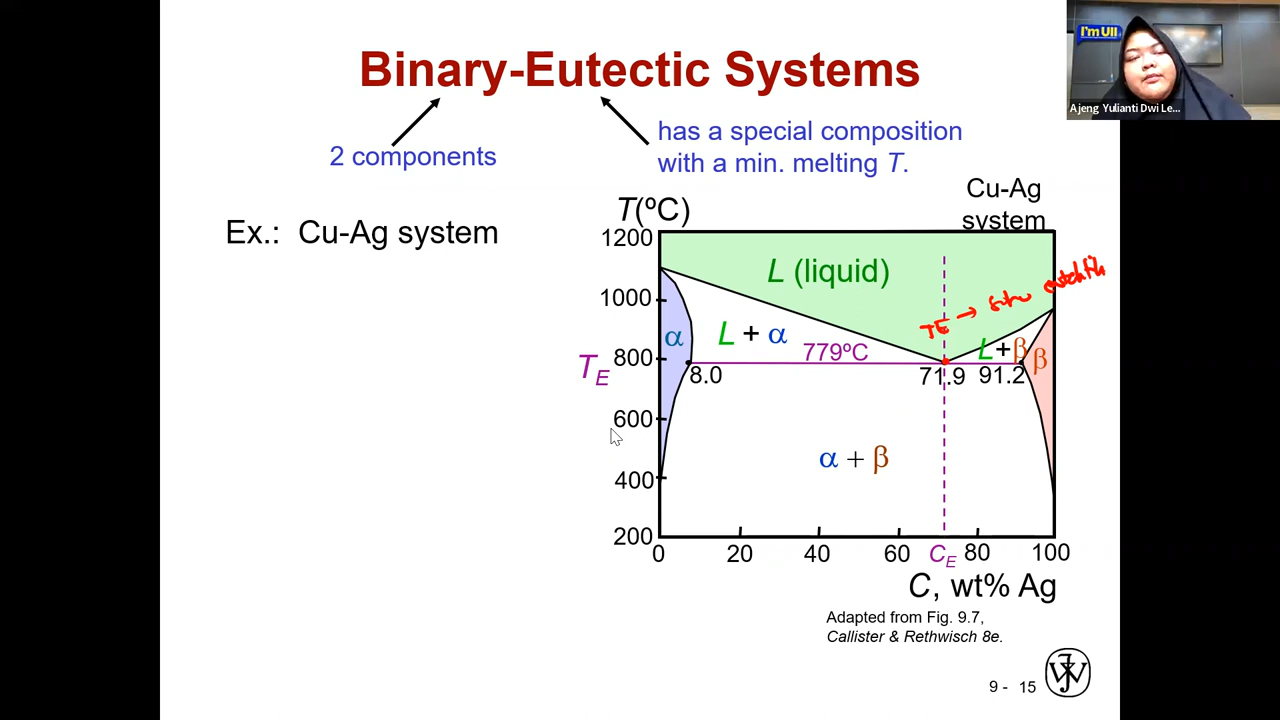 I'm UII
Ajeng Yulianti Dwi Le...
Binary-Eutectic Systems
2 components
has a special composition
with a min. melting T.
Ex.: Cu-Ag system
Cu-Ag
system
T(ºC)
1200
L (liquid)
TE →
1000
α
L + α
L+β
β
779ºC
800
TE
8.0
71.9
91.2
600
α + β
400
200
0
20
40
60
CE
80
100
C, wt% Ag
Adapted from Fig. 9.7,
Callister & Rethwisch 8e.
9 - 15